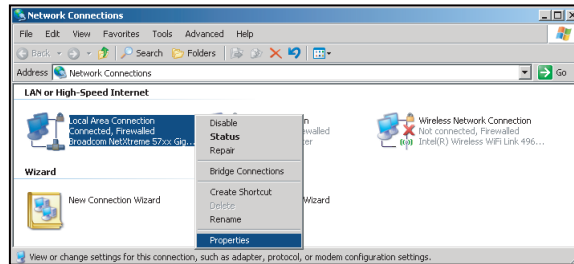 Network Connections
File Edit View Favorites Tools Advanced Help
Back Search Folders
Address Network Connections Go
LAN or High-Speed Internet
Local Area Connection
Connected, Firewalled
Broadcom NetXtreme 57xx Gig...
Disable
Status
Repair
Bridge Connections
Create Shortcut
Delete
Rename
Properties
n
ewalled
ter
Wireless Network Connection
Not connected, Firewalled
Intel(R) Wireless WiFi Link 496...
Wizard
New Connection Wizard
Wizard
View or change settings for this connection, such as adapter, protocol, or modem configuration settings.